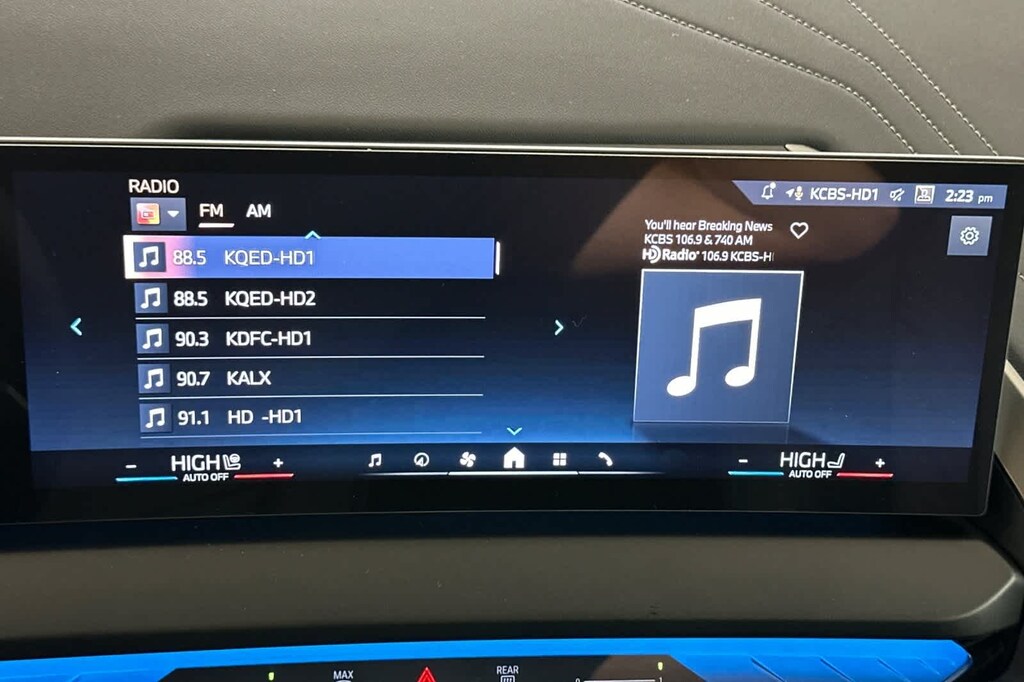 RADIO
FM AM
KCBS-HD1 2:23 pm
88.5 KQED-HD1
88.5 KQED-HD2
90.3 KDFC-HD1
90.7 KALX
91.1 HD -HD1
You'll hear Breaking News
KCBS 106.9 & 740 AM
HD Radio 106.9 KCBS-H
- HIGH +
AUTO OFF
- HIGH +
AUTO OFF
MAX
REAR
0 1